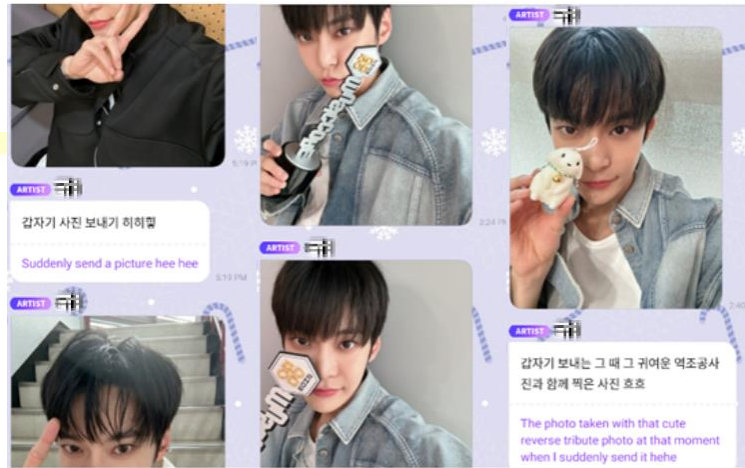 ARTIST
갑자기 사진 보내기 히히힣
Suddenly send a picture hee hee
5:19 PM
ARTIST
ARTIST
ARTIST
ARTIST
갑자기 보내는 그 때 그 귀여운 역조공사
진과 함께 찍은 사진 흐흐
The photo taken with that cute
reverse tribute photo at that moment
when I suddenly send it hehe